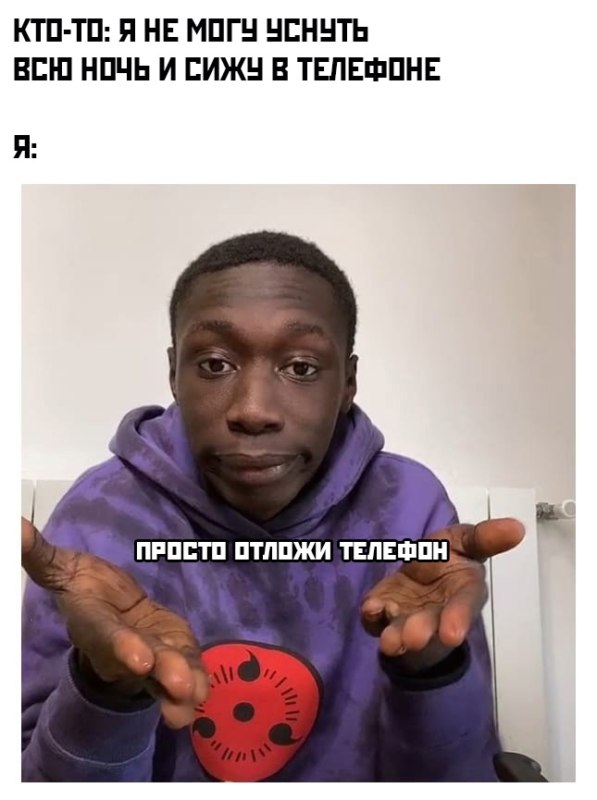 КТО-ТО: Я НЕ МОГУ УСНУТЬ
ВСЮ НОЧЬ И СИЖУ В ТЕЛЕФОНЕ
Я:
ПРОСТО ОТЛОЖИ ТЕЛЕФОН